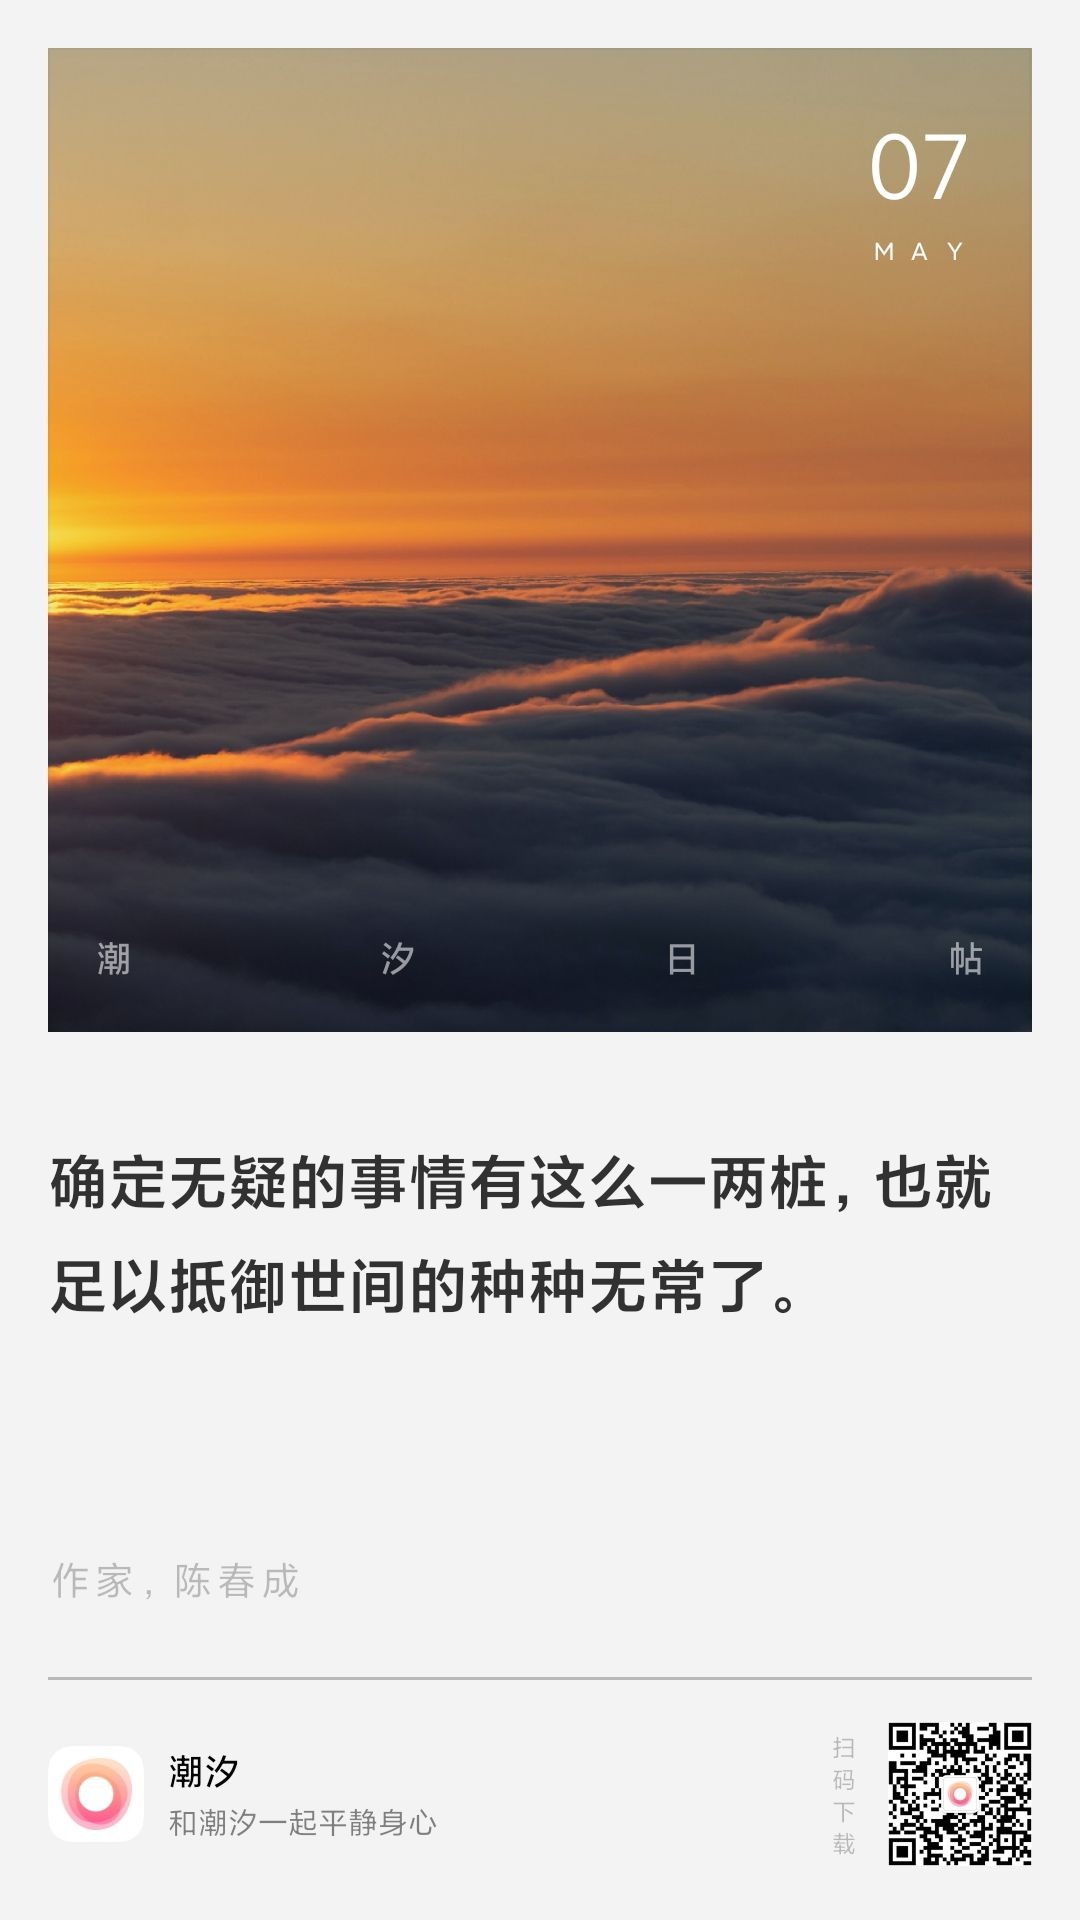 07
MAY
潮汐日帖
确定无疑的事情有这么一两桩，也就
足以抵御世间的种种无常了。
作家，陈春成
潮汐
和潮汐一起平静身心
扫码下载